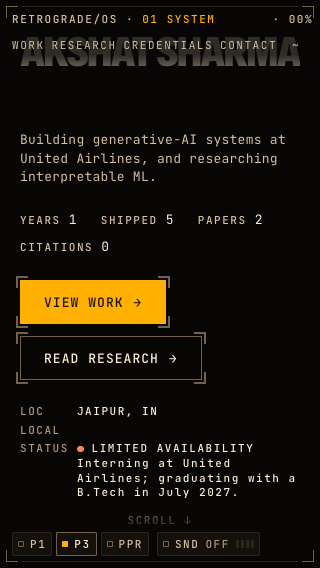 RETROGRADE/OS · 01 SYSTEM · 00%
WORK RESEARCH CREDENTIALS CONTACT ~
AKSHAT SHARMA
Building generative-AI systems at
United Airlines, and researching
interpretable ML.
YEARS 1 SHIPPED 5 PAPERS 2
CITATIONS 0
VIEW WORK →
READ RESEARCH →
LOC JAIPUR, IN
LOCAL
STATUS ● LIMITED AVAILABILITY
Interning at United
Airlines; graduating with a
B.Tech in July 2027.
SCROLL ↓
P1 P3 PPR SND OFF